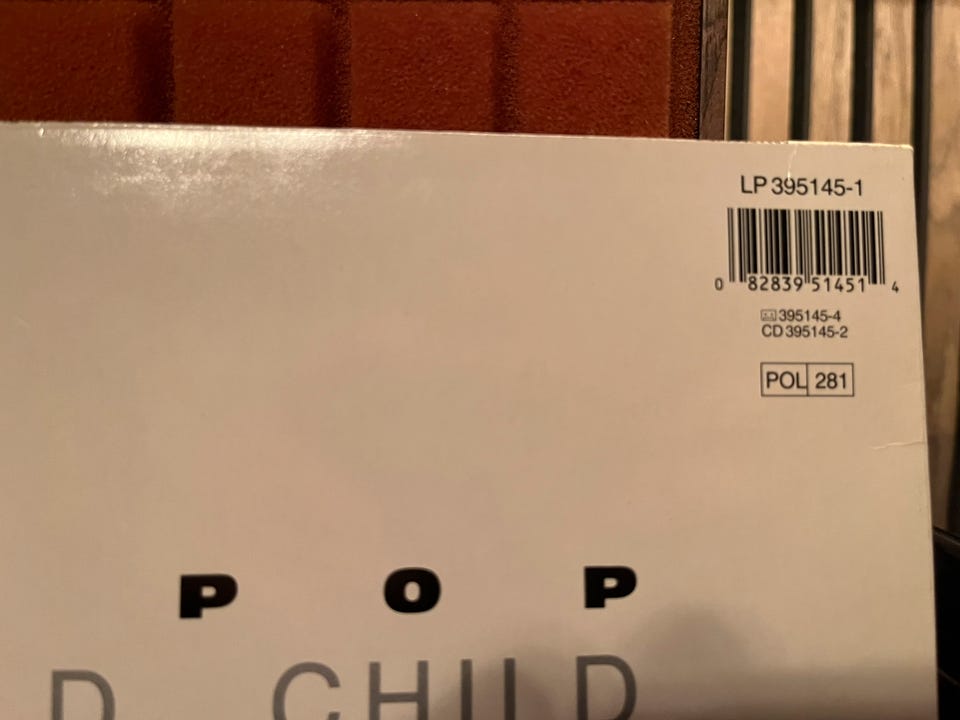 LP 395145-1
0 82839 51451 4
395145-4
CD 395145-2
POL 281
P O P
D CHILD